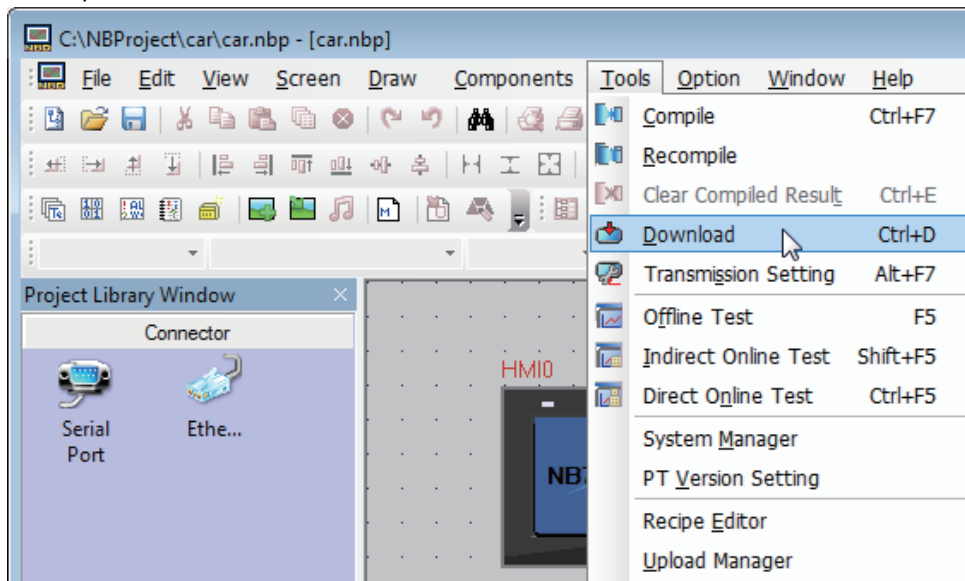 C:\NBProject\car\car.nbp - [car.nbp]
File Edit View Screen Draw Components Tools Option Window Help
Compile Ctrl+F7
Recompile
Clear Compiled Result Ctrl+E
Download Ctrl+D
Transmission Setting Alt+F7
Offline Test F5
Indirect Online Test Shift+F5
Direct Online Test Ctrl+F5
System Manager
PT Version Setting
Recipe Editor
Upload Manager
Project Library Window
Connector
Serial
Port
Ethe...
HMI0
NB7